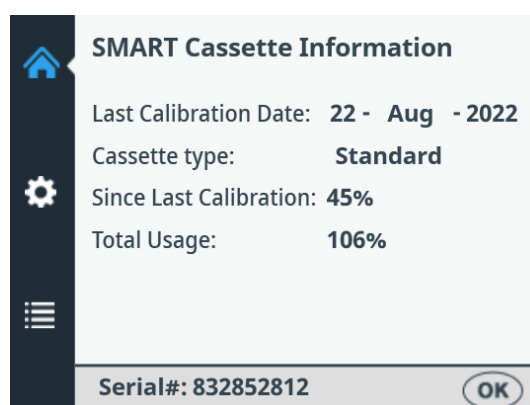 SMART Cassette Information
Last Calibration Date: 22 - Aug - 2022
Cassette type: Standard
Since Last Calibration: 45%
Total Usage: 106%
Serial#: 832852812 OK